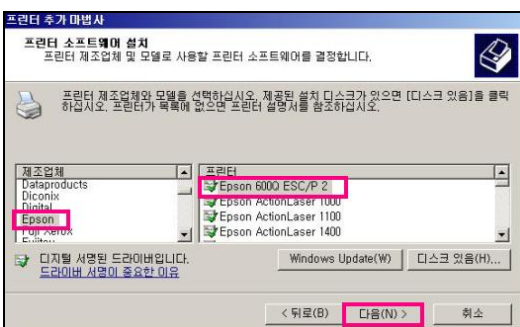 프린터 추가 마법사
프린터 소프트웨어 설치
프린터 제조업체 및 모델로 사용할 프린터 소프트웨어를 결정합니다.
프린터 제조업체와 모델을 선택하십시오. 제공된 설치 디스크가 있으면 [디스크 있음]을 클릭
하십시오. 프린터가 목록에 없으면 프린터 설명서를 참조하십시오.
제조업체
Dataproducts
Diconix
Digital
Epson
Fuji Xerox
프린터
Epson 600Q ESC/P 2
Epson ActionLaser 1000
Epson ActionLaser 1100
Epson ActionLaser 1400
디지털 서명된 드라이버입니다.
드라이버 서명이 중요한 이유
Windows Update(W)
디스크 있음(H)...
< 뒤로(B)
다음(N) >
취소